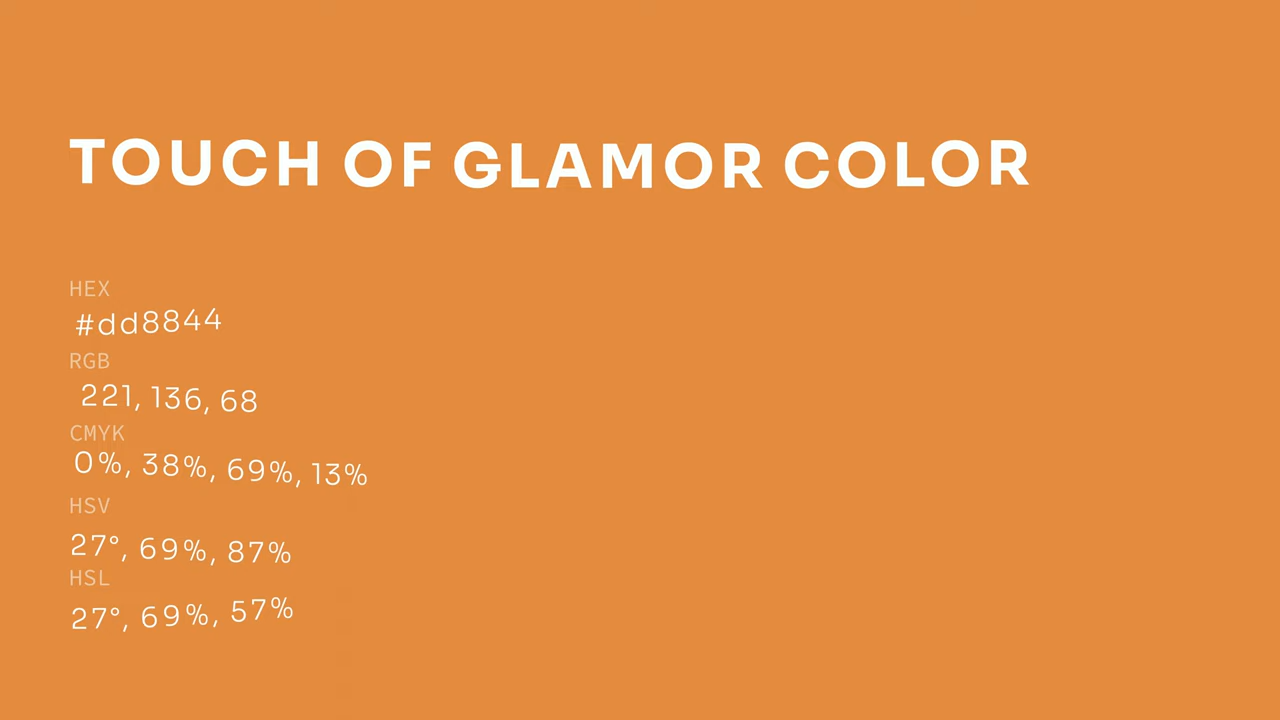 TOUCH OF GLAMOR COLOR
HEX
#dd8844
RGB
221, 136, 68
CMYK
0%, 38%, 69%, 13%
HSV
27°, 69%, 87%
HSL
27°, 69%, 57%